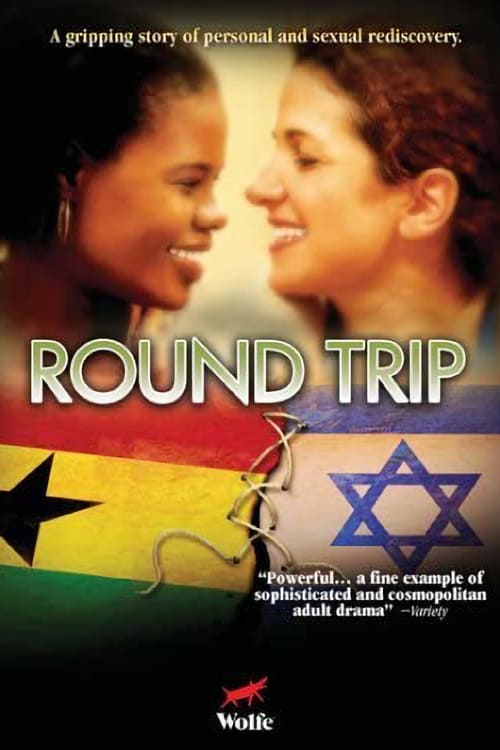 A gripping story of personal and sexual rediscovery.
ROUND TRIP
“Powerful... a fine example of
sophisticated and cosmopolitan
adult drama” –Variety
Wolfe